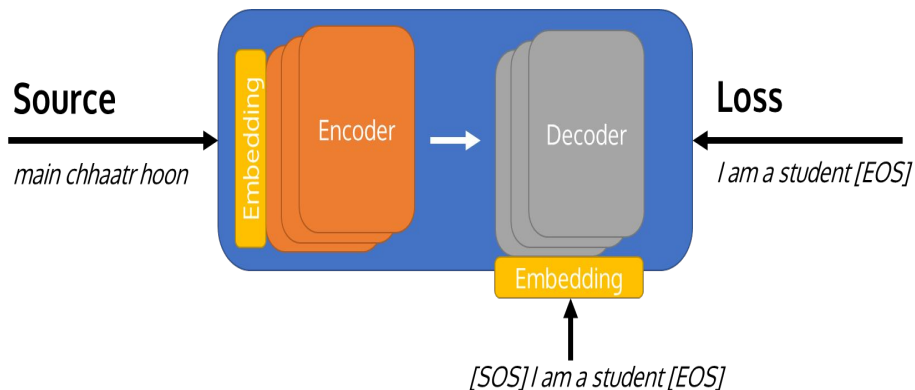 Source
main chhaatr hoon
Embedding
Encoder
Decoder
Embedding
Loss
I am a student [EOS]
[SOS] I am a student [EOS]